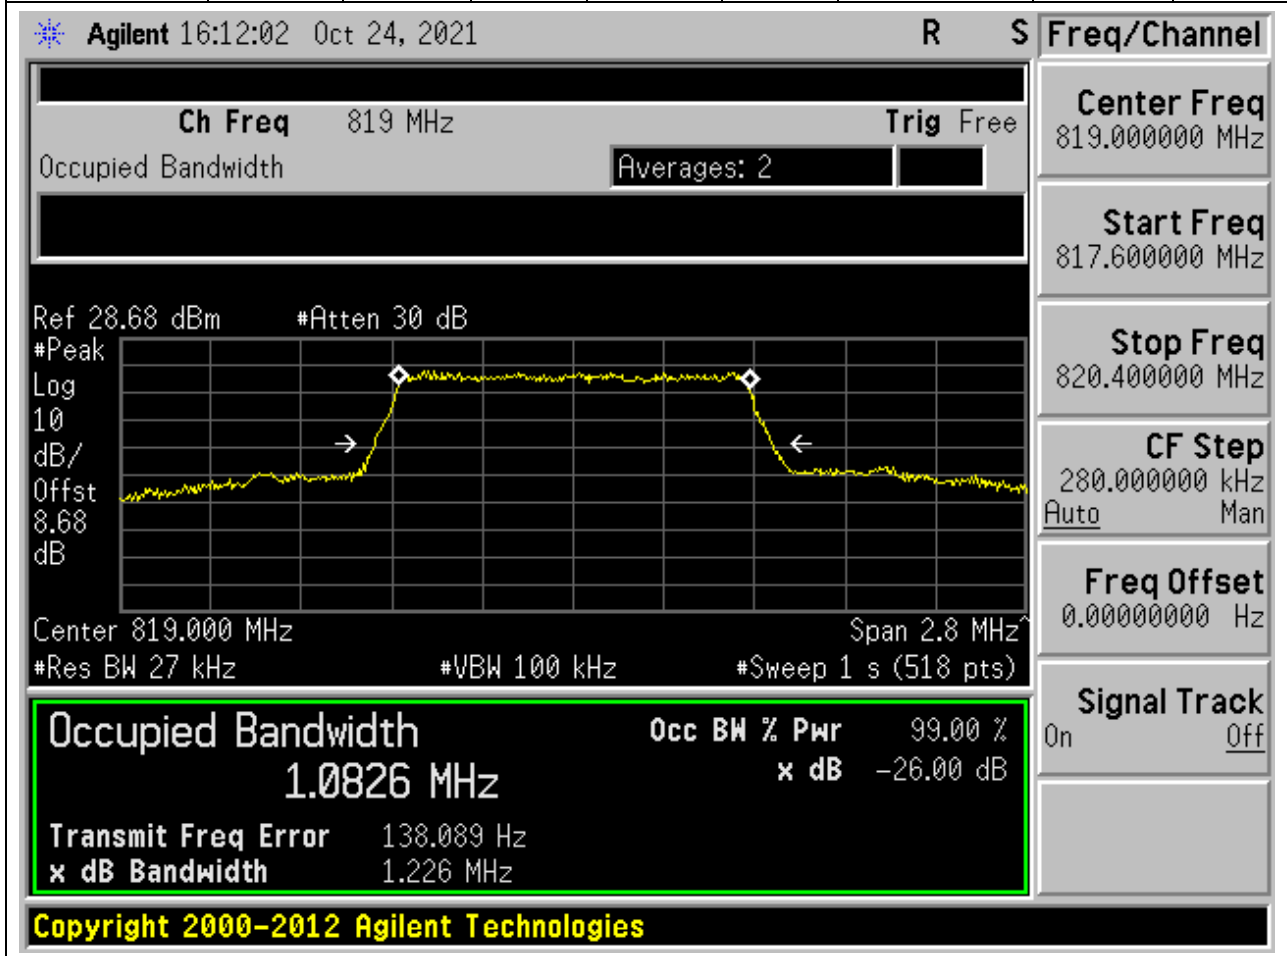 Agilent 16:12:02 Oct 24, 2021 R S Freq/Channel
Ch Freq 819 MHz Trig Free
Occupied Bandwidth Averages: 2
Center Freq
819.000000 MHz
Start Freq
817.600000 MHz
Stop Freq
820.400000 MHz
CF Step
280.000000 kHz
Auto Man
Freq Offset
0.00000000 Hz
Signal Track
On Off
Ref 28.68 dBm #Atten 30 dB
#Peak
Log
10
dB/
Offst
8.68
dB
Center 819.000 MHz Span 2.8 MHz^
#Res BW 27 kHz #VBW 100 kHz #Sweep 1 s (518 pts)
Occupied Bandwidth Occ BW % Pwr 99.00 %
1.0826 MHz x dB -26.00 dB
Transmit Freq Error 138.089 Hz
x dB Bandwidth 1.226 MHz
Copyright 2000-2012 Agilent Technologies